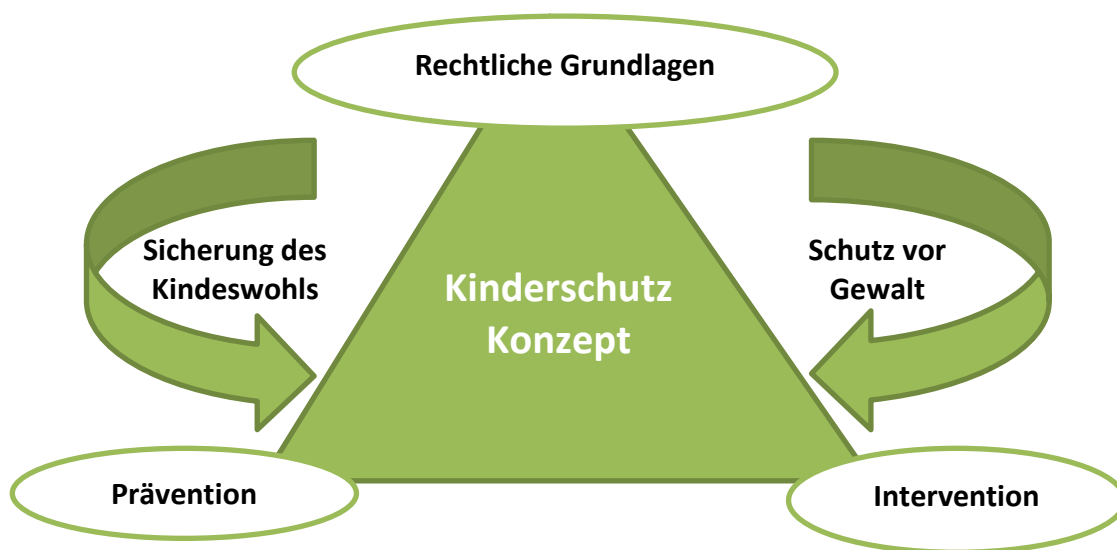 Rechtliche Grundlagen
Sicherung des
Kindeswohls
Kinderschutz
Konzept
Schutz vor
Gewalt
Prävention
Intervention